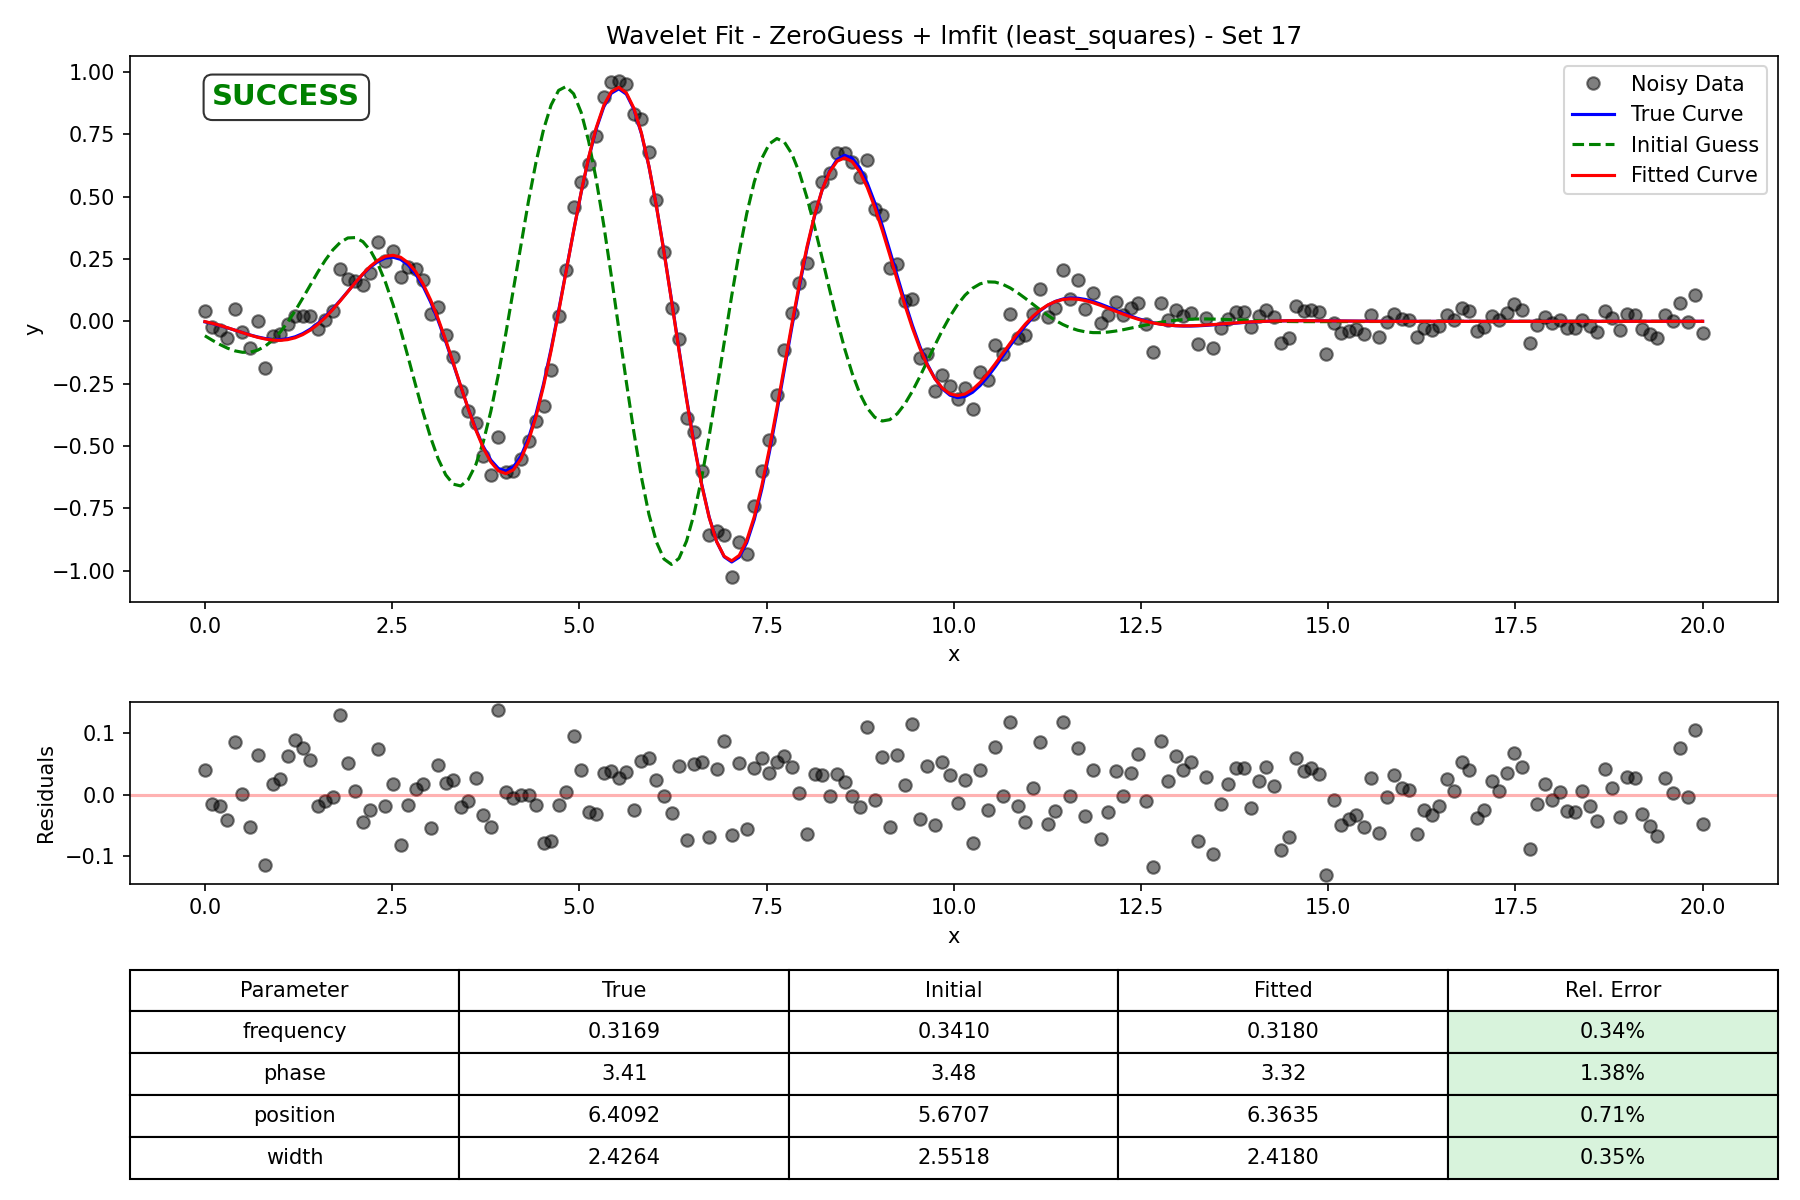 Wavelet Fit - ZeroGuess + lmfit (least_squares) - Set 17
SUCCESS
Noisy Data
True Curve
Initial Guess
Fitted Curve
1.00
0.75
0.50
0.25
0.00
−0.25
−0.50
−0.75
−1.00
y
0.0 2.5 5.0 7.5 10.0 12.5 15.0 17.5 20.0
x
0.1
0.0
−0.1
Residuals
0.0 2.5 5.0 7.5 10.0 12.5 15.0 17.5 20.0
x
Parameter True Initial Fitted Rel. Error
frequency 0.3169 0.3410 0.3180 0.34%
phase 3.41 3.48 3.32 1.38%
position 6.4092 5.6707 6.3635 0.71%
width 2.4264 2.5518 2.4180 0.35%